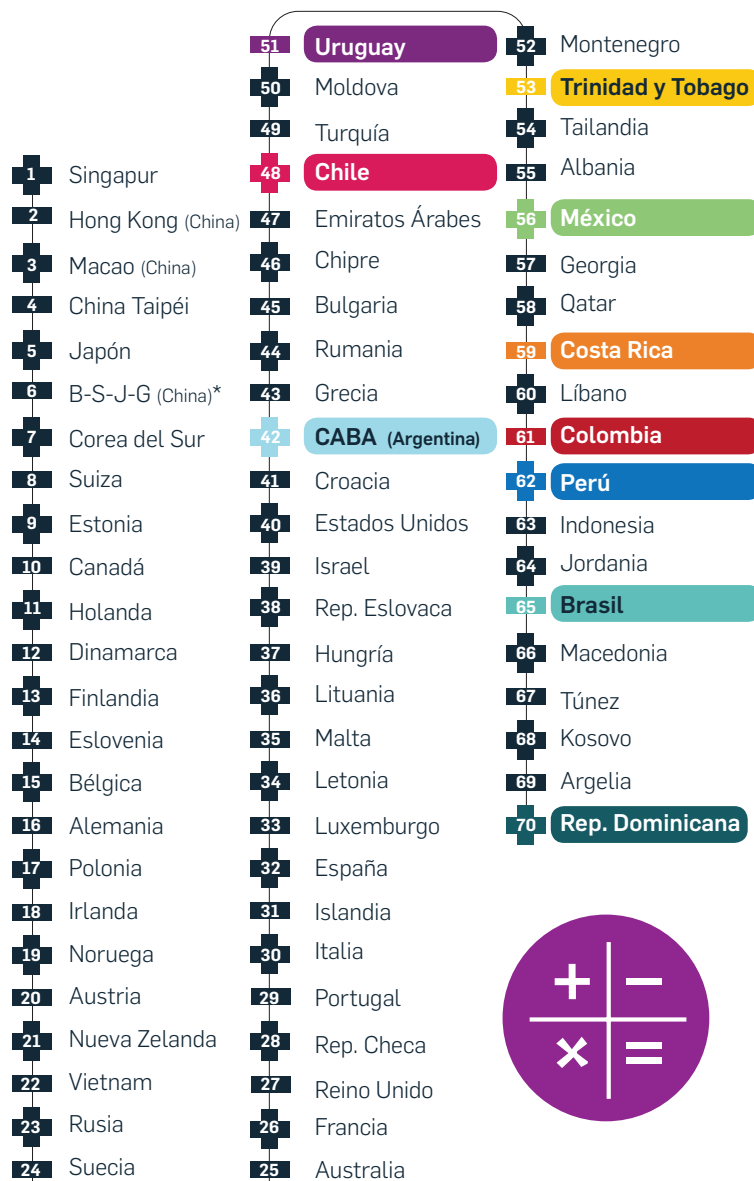 1 Singapur
2 Hong Kong (China)
3 Macao (China)
4 China Taipéi
5 Japón
6 B-S-J-G (China)*
7 Corea del Sur
8 Suiza
9 Estonia
10 Canadá
11 Holanda
12 Dinamarca
13 Finlandia
14 Eslovenia
15 Bélgica
16 Alemania
17 Polonia
18 Irlanda
19 Noruega
20 Austria
21 Nueva Zelanda
22 Vietnam
23 Rusia
24 Suecia
51 Uruguay
50 Moldova
49 Turquía
48 Chile
47 Emiratos Árabes
46 Chipre
45 Bulgaria
44 Rumania
43 Grecia
42 CABA (Argentina)
41 Croacia
40 Estados Unidos
39 Israel
38 Rep. Eslovaca
37 Hungría
36 Lituania
35 Malta
34 Letonia
33 Luxemburgo
32 España
31 Islandia
30 Italia
29 Portugal
28 Rep. Checa
27 Reino Unido
26 Francia
25 Australia
52 Montenegro
53 Trinidad y Tobago
54 Tailandia
55 Albania
56 México
57 Georgia
58 Qatar
59 Costa Rica
60 Líbano
61 Colombia
62 Perú
63 Indonesia
64 Jordania
65 Brasil
66 Macedonia
67 Túnez
68 Kosovo
69 Argelia
70 Rep. Dominicana
+ −
× =